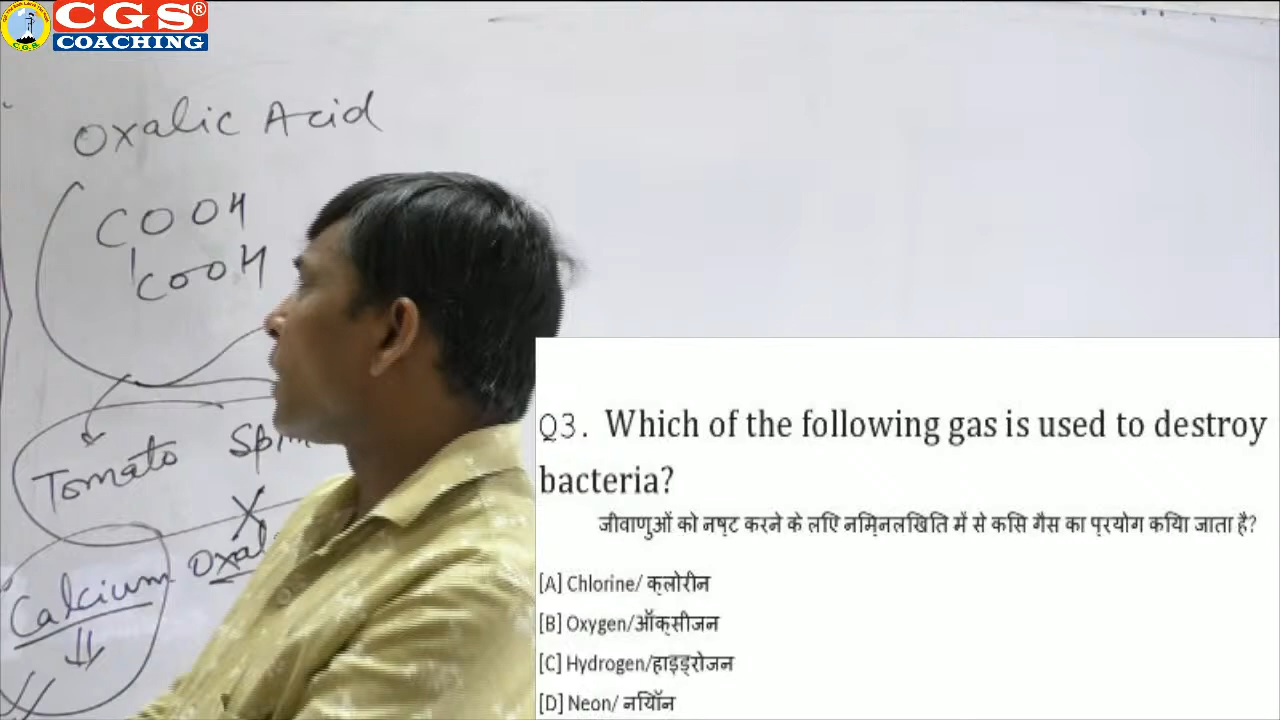 CGS®
COACHING
C.G.S
Oxalic Acid
COOH
COOH
Tomato
Calcium
Q3. Which of the following gas is used to destroy
bacteria?
जीवाणुओं को नष्ट करने के लिए निम्नलिखित में से किस गैस का प्रयोग किया जाता है?
[A] Chlorine/ क्लोरीन
[B] Oxygen/ऑक्सीजन
[C] Hydrogen/हाइड्रोजन
[D] Neon/ नियॉन